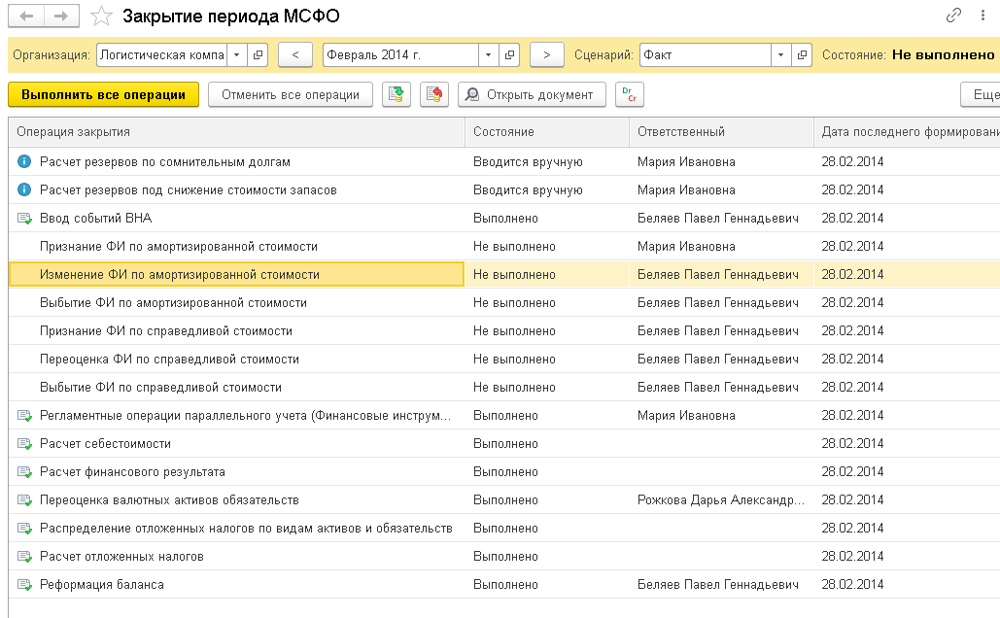 Закрытие периода МСФО
Организация: Логистическая компа < Февраль 2014 г. > Сценарий: Факт Состояние: Не выполнено
Выполнить все операции Отменить все операции Открыть документ Dr Cr Еще
Операция закрытия Состояние Ответственный Дата последнего формирован
Расчет резервов по сомнительным долгам Вводится вручную Мария Ивановна 28.02.2014
Расчет резервов под снижение стоимости запасов Вводится вручную Мария Ивановна 28.02.2014
Ввод событий ВНА Выполнено Беляев Павел Геннадьевич 28.02.2014
Признание ФИ по амортизированной стоимости Не выполнено Мария Ивановна 28.02.2014
Изменение ФИ по амортизированной стоимости Не выполнено Беляев Павел Геннадьевич 28.02.2014
Выбытие ФИ по амортизированной стоимости Не выполнено Беляев Павел Геннадьевич 28.02.2014
Признание ФИ по справедливой стоимости Не выполнено Беляев Павел Геннадьевич 28.02.2014
Переоценка ФИ по справедливой стоимости Не выполнено Беляев Павел Геннадьевич 28.02.2014
Выбытие ФИ по справедливой стоимости Не выполнено Беляев Павел Геннадьевич 28.02.2014
Регламентные операции параллельного учета (Финансовые инструм... Выполнено Мария Ивановна 28.02.2014
Расчет себестоимости Выполнено 28.02.2014
Расчет финансового результата Выполнено 28.02.2014
Переоценка валютных активов обязательств Выполнено Рожкова Дарья Александр... 28.02.2014
Распределение отложенных налогов по видам активов и обязательств Выполнено 28.02.2014
Расчет отложенных налогов Выполнено 28.02.2014
Реформация баланса Выполнено Беляев Павел Геннадьевич 28.02.2014